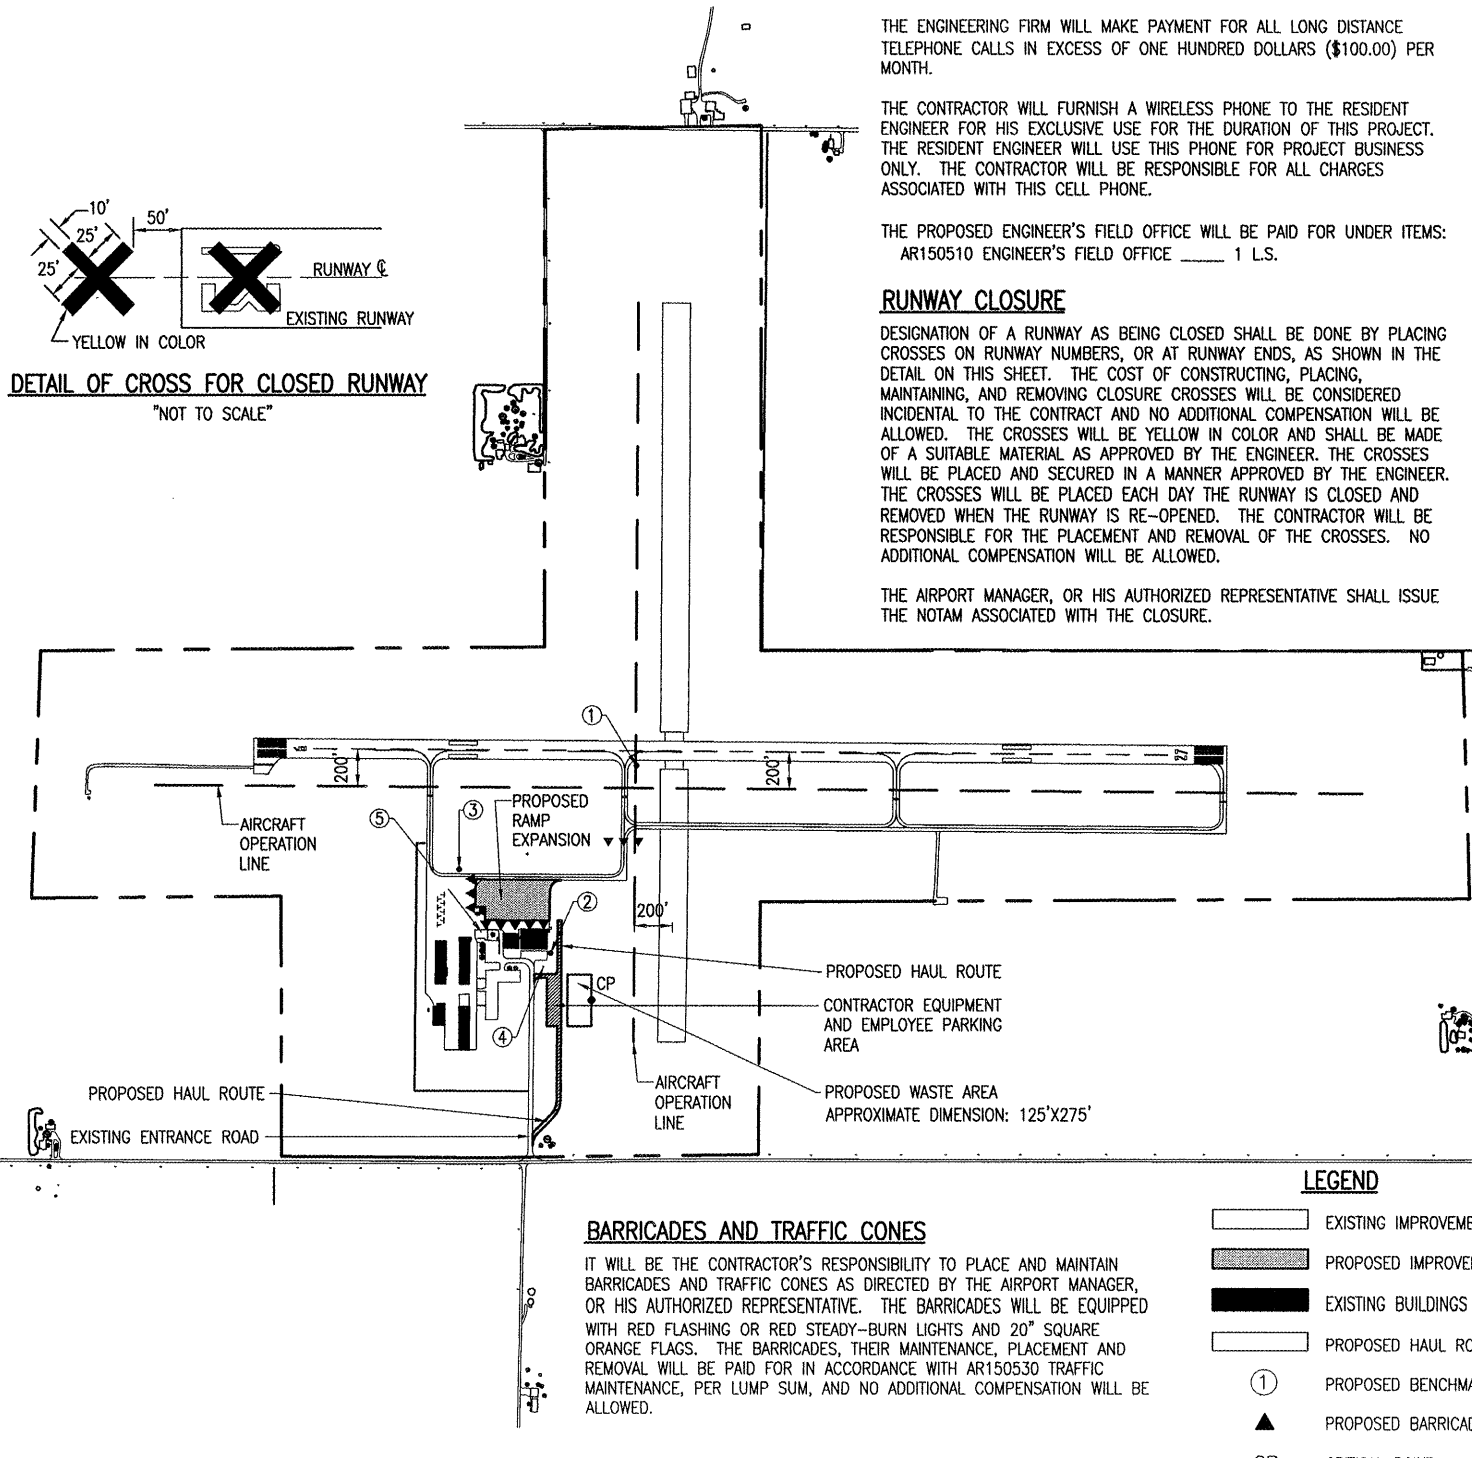 THE ENGINEERING FIRM WILL MAKE PAYMENT FOR ALL LONG DISTANCE
TELEPHONE CALLS IN EXCESS OF ONE HUNDRED DOLLARS ($100.00) PER
MONTH.
THE CONTRACTOR WILL FURNISH A WIRELESS PHONE TO THE RESIDENT
ENGINEER FOR HIS EXCLUSIVE USE FOR THE DURATION OF THIS PROJECT.
THE RESIDENT ENGINEER WILL USE THIS PHONE FOR PROJECT BUSINESS
ONLY. THE CONTRACTOR WILL BE RESPONSIBLE FOR ALL CHARGES
ASSOCIATED WITH THIS CELL PHONE.
THE PROPOSED ENGINEER'S FIELD OFFICE WILL BE PAID FOR UNDER ITEMS:
AR150510 ENGINEER'S FIELD OFFICE ____ 1 L.S.
RUNWAY CLOSURE
DESIGNATION OF A RUNWAY AS BEING CLOSED SHALL BE DONE BY PLACING
CROSSES ON RUNWAY NUMBERS, OR AT RUNWAY ENDS, AS SHOWN IN THE
DETAIL ON THIS SHEET. THE COST OF CONSTRUCTING, PLACING,
MAINTAINING, AND REMOVING CLOSURE CROSSES WILL BE CONSIDERED
INCIDENTAL TO THE CONTRACT AND NO ADDITIONAL COMPENSATION WILL BE
ALLOWED. THE CROSSES WILL BE YELLOW IN COLOR AND SHALL BE MADE
OF A SUITABLE MATERIAL AS APPROVED BY THE ENGINEER. THE CROSSES
WILL BE PLACED AND SECURED IN A MANNER APPROVED BY THE ENGINEER.
THE CROSSES WILL BE PLACED EACH DAY THE RUNWAY IS CLOSED AND
REMOVED WHEN THE RUNWAY IS RE-OPENED. THE CONTRACTOR WILL BE
RESPONSIBLE FOR THE PLACEMENT AND REMOVAL OF THE CROSSES. NO
ADDITIONAL COMPENSATION WILL BE ALLOWED.
THE AIRPORT MANAGER, OR HIS AUTHORIZED REPRESENTATIVE SHALL ISSUE
THE NOTAM ASSOCIATED WITH THE CLOSURE.
10'
50'
25'
25'
RUNWAY ℄
EXISTING RUNWAY
YELLOW IN COLOR
DETAIL OF CROSS FOR CLOSED RUNWAY
"NOT TO SCALE"
1
200'
200'
27
AIRCRAFT
OPERATION
LINE
5
3
PROPOSED
RAMP
EXPANSION
2
200'
PROPOSED HAUL ROUTE
CP
CONTRACTOR EQUIPMENT
AND EMPLOYEE PARKING
AREA
4
AIRCRAFT
OPERATION
LINE
PROPOSED WASTE AREA
APPROXIMATE DIMENSION: 125'X275'
PROPOSED HAUL ROUTE
EXISTING ENTRANCE ROAD
BARRICADES AND TRAFFIC CONES
IT WILL BE THE CONTRACTOR'S RESPONSIBILITY TO PLACE AND MAINTAIN
BARRICADES AND TRAFFIC CONES AS DIRECTED BY THE AIRPORT MANAGER,
OR HIS AUTHORIZED REPRESENTATIVE. THE BARRICADES WILL BE EQUIPPED
WITH RED FLASHING OR RED STEADY-BURN LIGHTS AND 20" SQUARE
ORANGE FLAGS. THE BARRICADES, THEIR MAINTENANCE, PLACEMENT AND
REMOVAL WILL BE PAID FOR IN ACCORDANCE WITH AR150530 TRAFFIC
MAINTENANCE, PER LUMP SUM, AND NO ADDITIONAL COMPENSATION WILL BE
ALLOWED.
LEGEND
EXISTING IMPROVEME
PROPOSED IMPROVE
EXISTING BUILDINGS
PROPOSED HAUL RO
1 PROPOSED BENCHMA
PROPOSED BARRICAD